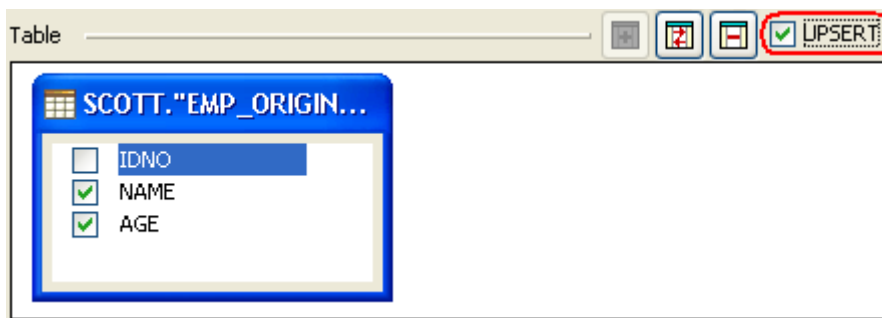 Table
UPSERT
SCOTT."EMP_ORIGIN...
IDNO
NAME
AGE